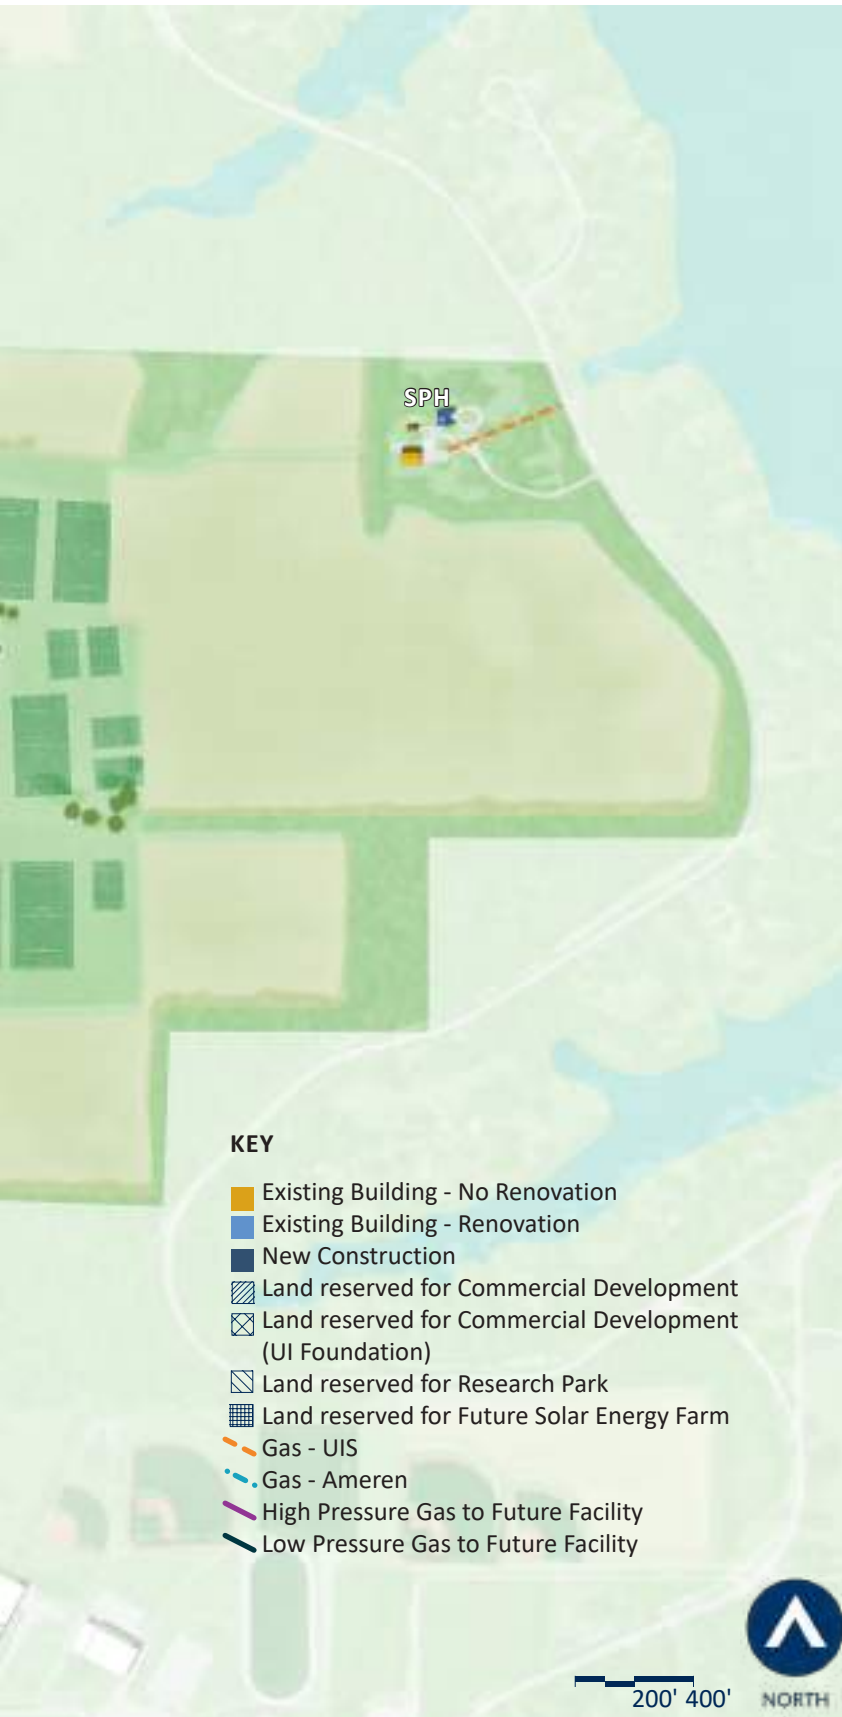 SPH
KEY
Existing Building - No Renovation
Existing Building - Renovation
New Construction
Land reserved for Commercial Development
Land reserved for Commercial Development
(UI Foundation)
Land reserved for Research Park
Land reserved for Future Solar Energy Farm
Gas - UIS
Gas - Ameren
High Pressure Gas to Future Facility
Low Pressure Gas to Future Facility
200' 400'
NORTH